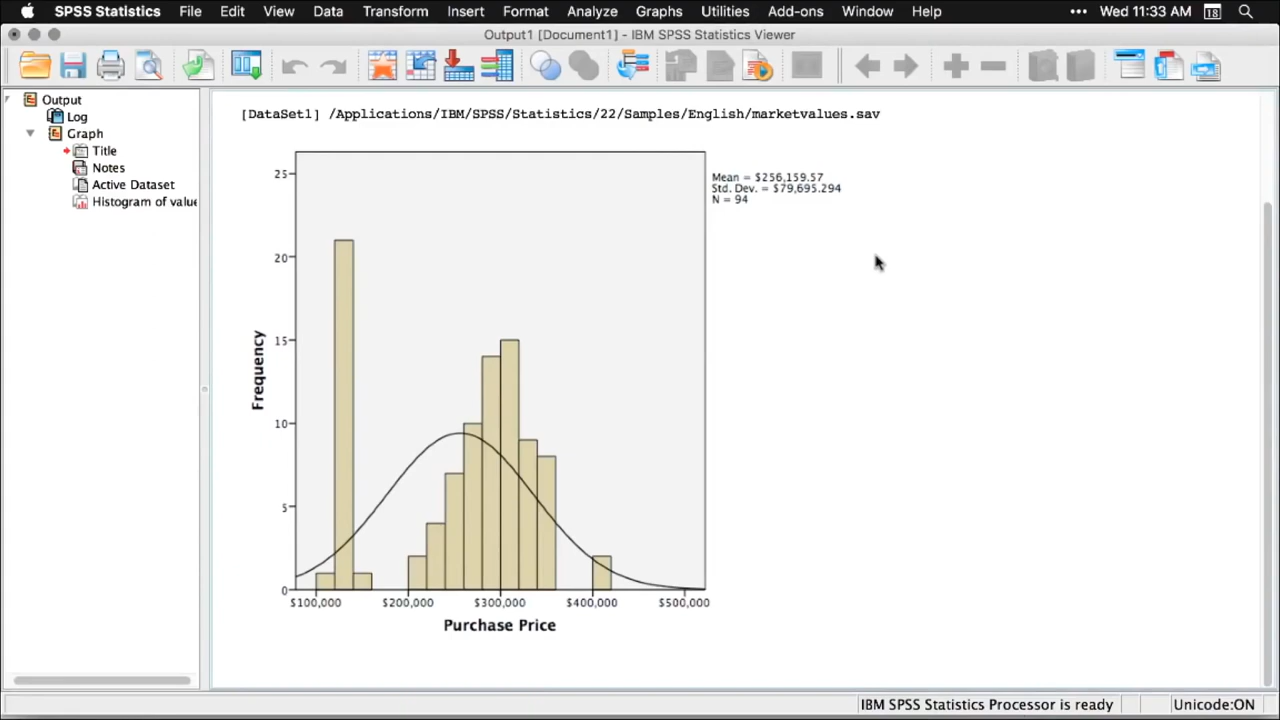 SPSS Statistics File Edit View Data Transform Insert Format Analyze Graphs Utilities Add-ons Window Help ••• Wed 11:33 AM 18
Output1 [Document1] - IBM SPSS Statistics Viewer
Output
Log
Graph
Title
Notes
Active Dataset
Histogram of value
[DataSet1] /Applications/IBM/SPSS/Statistics/22/Samples/English/marketvalues.sav
Mean = $256,159.57
Std. Dev. = $79,695.294
N = 94
Frequency
25
20
15
10
5
0
$100,000 $200,000 $300,000 $400,000 $500,000
Purchase Price
IBM SPSS Statistics Processor is ready Unicode:ON